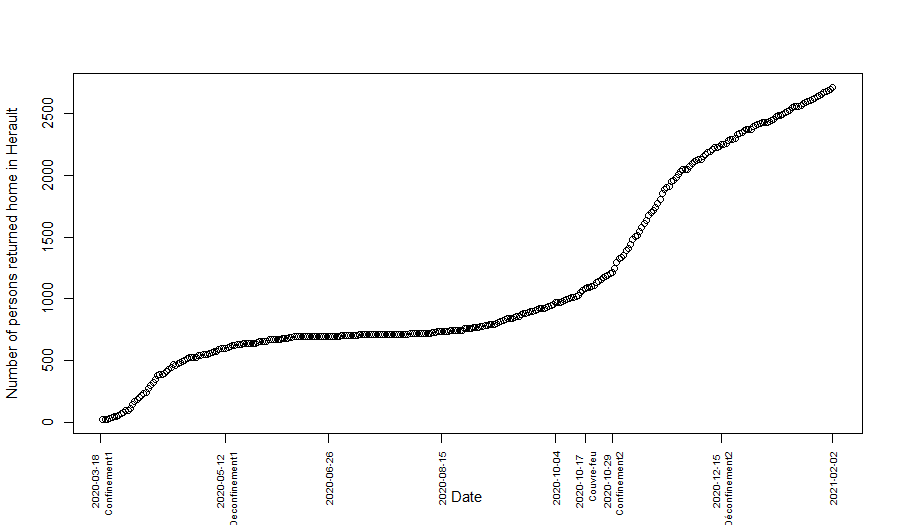 Number of persons returned home in Herault
2500
2000
1500
1000
500
0
2020-03-18
Confinement1
2020-05-12
Deconfinement1
2020-06-26
2020-08-15
2020-10-04
2020-10-17
Couvre-feu
2020-10-29
Confinement2
2020-12-15
Déconfinement2
2021-02-02
Date